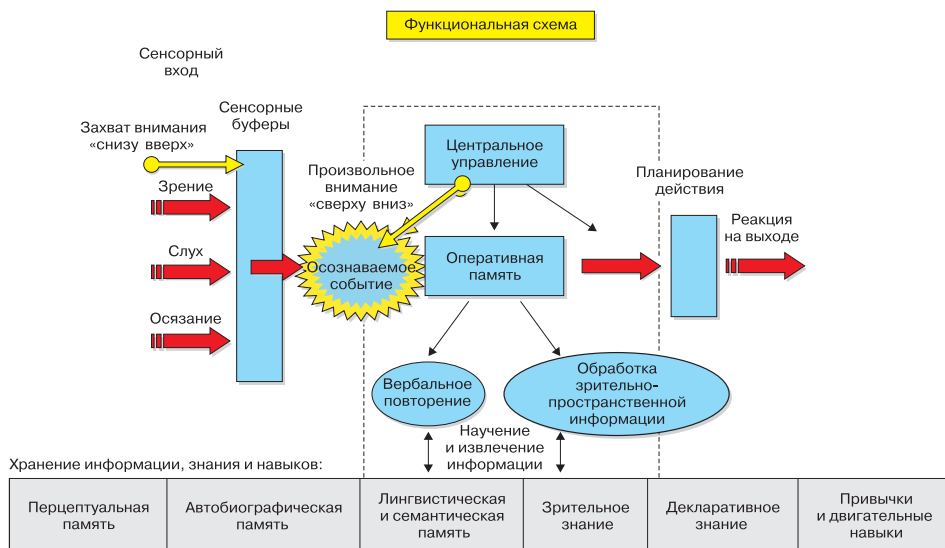 Функциональная схема
Сенсорный
вход
Сенсорные
буферы
Захват внимания
«снизу вверх»
Зрение
Слух
Осязание
Произвольное
внимание
«сверху вниз»
Осознаваемое
событие
Центральное
управление
Оперативная
память
Планирование
действия
Реакция
на выходе
Вербальное
повторение
Обработка
зрительно-
пространственной
информации
Научение
и извлечение
информации
Хранение информации, знания и навыков:
Перцептуальная
память
Автобиографическая
память
Лингвистическая
и семантическая
память
Зрительное
знание
Декларативное
знание
Привычки
и двигательные
навыки